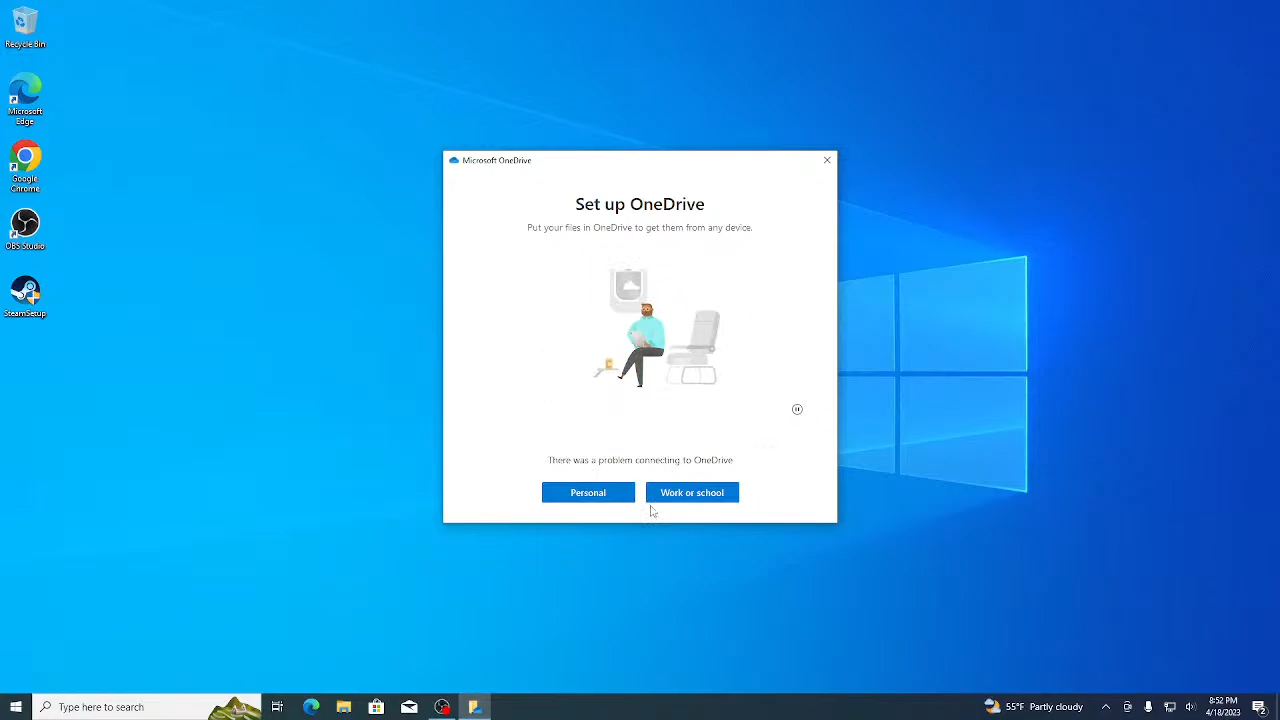 Recycle Bin
Microsoft
Edge
Google
Chrome
OBS Studio
SteamSetup
Microsoft OneDrive
Set up OneDrive
Put your files in OneDrive to get them from any device.
There was a problem connecting to OneDrive
Personal
Work or school
Type here to search
55°F Partly cloudy
8:52 PM
4/18/2023
2